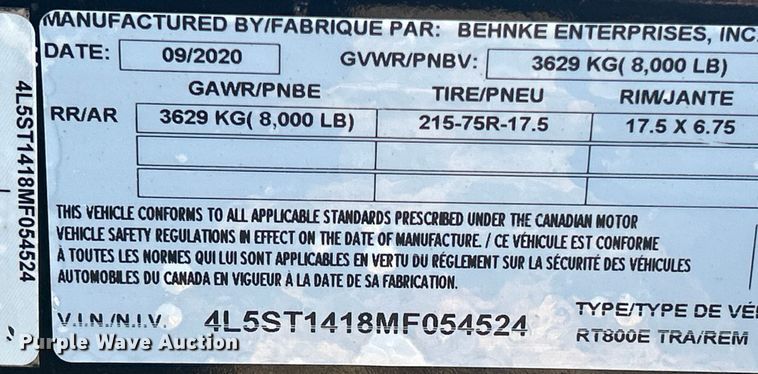 MANUFACTURED BY/FABRIQUE PAR: BEHNKE ENTERPRISES, INC
DATE: 09/2020 GVWR/PNBV: 3629 KG( 8,000 LB)
GAWR/PNBE TIRE/PNEU RIM/JANTE
RR/AR 3629 KG( 8,000 LB) 215-75R-17.5 17.5 X 6.75
THIS VEHICLE CONFORMS TO ALL APPLICABLE STANDARDS PRESCRIBED UNDER THE CANADIAN MOTOR
VEHICLE SAFETY REGULATIONS IN EFFECT ON THE DATE OF MANUFACTURE. / CE VÉHICULE EST CONFORME
À TOUTES LES NORMES QUI LUI SONT APPLICABLES EN VERTU DU RÉGLEMENT SUR LA SÉCURITÉ DES VÉHICULES
AUTOMOBILES DU CANADA EN VIGUEUR À LA DATE DE SA FABRICATION.
V.I.N./N.I.V. 4L5ST1418MF054524
TYPE/TYPE DE VÉ
RT800E TRA/REM
4L5ST1418MF054524
Purple Wave Auction